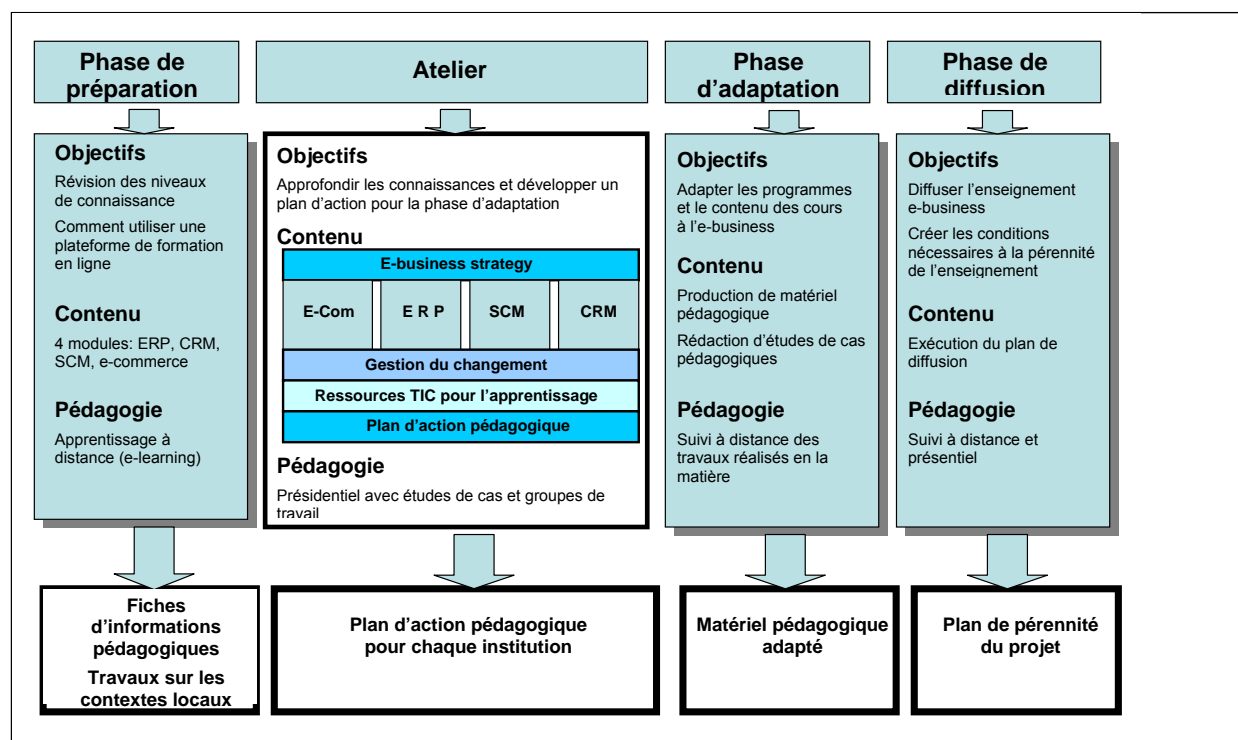 Phase de
préparation
Atelier
Phase
d’adaptation
Phase de
diffusion
Objectifs
Révision des niveaux
de connaissance
Comment utiliser une
plateforme de formation
en ligne
Contenu
4 modules: ERP, CRM,
SCM, e-commerce
Pédagogie
Apprentissage à
distance (e-learning)
Objectifs
Approfondir les connaissances et développer un
plan d’action pour la phase d’adaptation
Contenu
E-business strategy
E-Com
E R P
SCM
CRM
Gestion du changement
Ressources TIC pour l’apprentissage
Plan d’action pédagogique
Pédagogie
Présidentiel avec études de cas et groupes de
travail
Objectifs
Adapter les programmes
et le contenu des cours
à l’e-business
Contenu
Production de matériel
pédagogique
Rédaction d’études de cas
pédagogiques
Pédagogie
Suivi à distance des
travaux réalisés en la
matière
Objectifs
Diffuser l’enseignement
e-business
Créer les conditions
nécessaires à la pérennité
de l’enseignement
Contenu
Exécution du plan de
diffusion
Pédagogie
Suivi à distance et
présentiel
Fiches
d’informations
pédagogiques
Travaux sur les
contextes locaux
Plan d’action pédagogique
pour chaque institution
Matériel pédagogique
adapté
Plan de pérennité
du projet